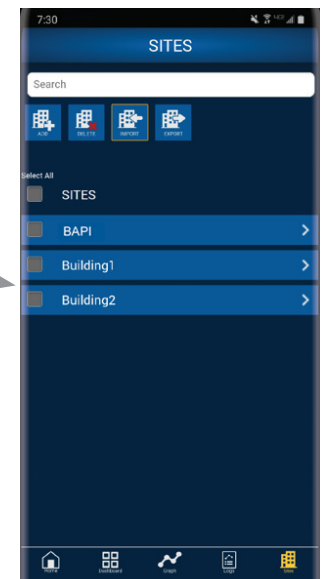 7:30
SITES
Search
ADD DELETE IMPORT EXPORT
Select All
SITES
BAPI
Building1
Building2
Home Dashboard Graph Logs Sites